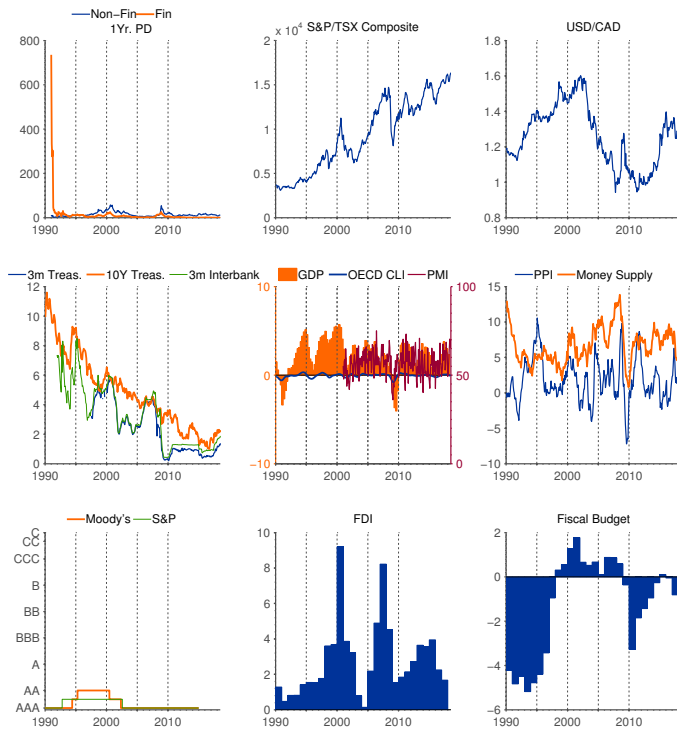 Non-Fin Fin
1Yr. PD
800
600
400
200
0
1990 2000 2010
S&P/TSX Composite
x 10^4
2
1.5
1
0.5
0
1990 2000 2010
USD/CAD
1.8
1.6
1.4
1.2
1
0.8
1990 2000 2010
3m Treas. 10Y Treas. 3m Interbank
12
10
8
6
4
2
0
1990 2000 2010
GDP OECD CLI PMI
10 100
0 50
−10 0
1990 2000 2010
PPI Money Supply
15
10
5
0
−5
−10
1990 2000 2010
Moody's S&P
C
CC
CCC
B
BB
BBB
A
AA
AAA
1990 2000 2010
FDI
10
8
6
4
2
0
1990 2000 2010
Fiscal Budget
2
0
−2
−4
−6
1990 2000 2010